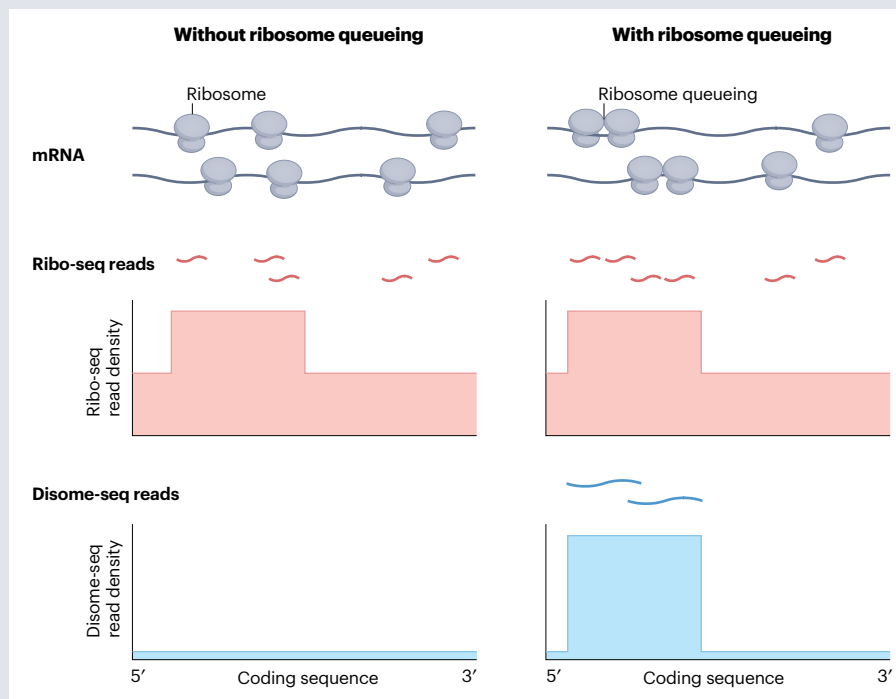 Without ribosome queueing
With ribosome queueing
Ribosome
Ribosome queueing
mRNA
Ribo-seq reads
Ribo-seq
read density
Disome-seq reads
Disome-seq
read density
5′
Coding sequence
3′
5′
Coding sequence
3′